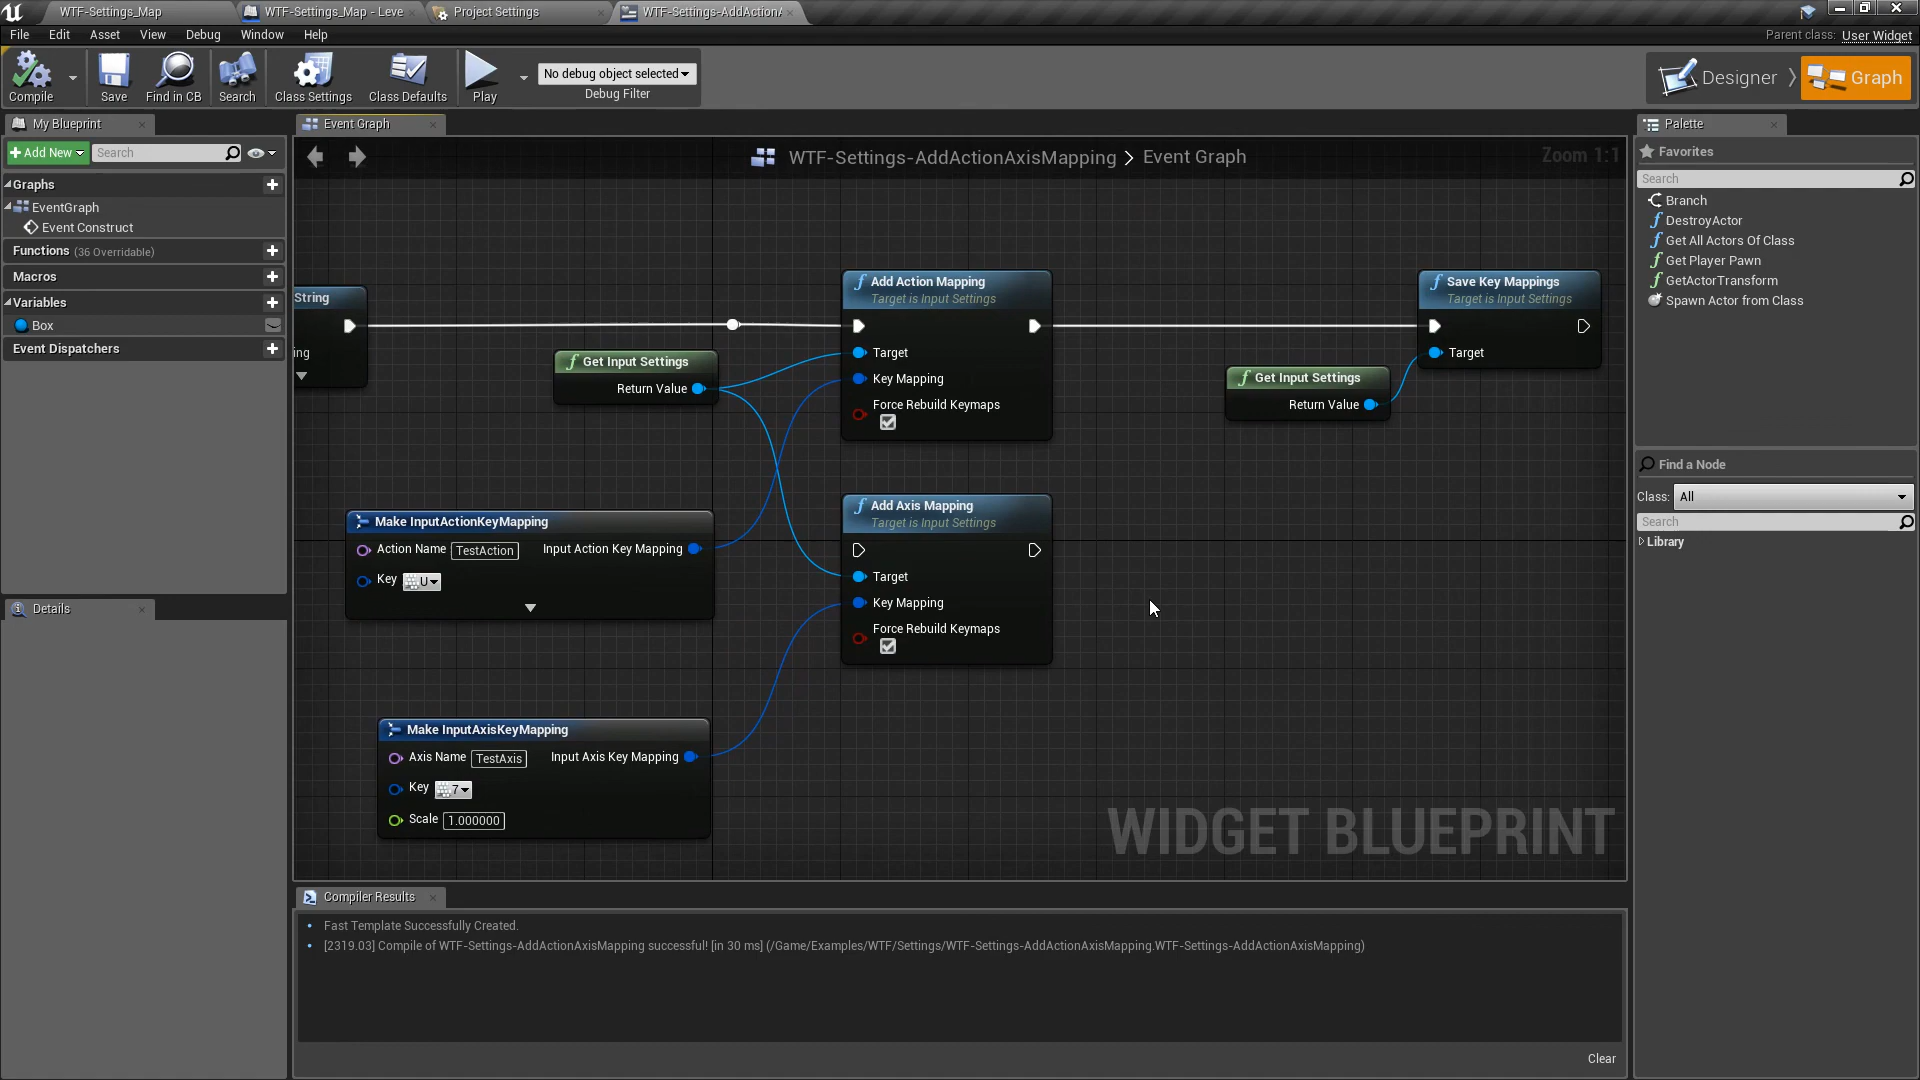 WTF-Settings_Map
WTF-Settings_Map - Leve
Project Settings
WTF-Settings-AddActionA
File Edit Asset View Debug Window Help
Parent class: User Widget
Compile
Save
Find in CB
Search
Class Settings
Class Defaults
Play
No debug object selected
Debug Filter
Designer
Graph
My Blueprint
Add New
Search
Graphs
EventGraph
Event Construct
Functions (36 Overridable)
Macros
Variables
Box
Event Dispatchers
Details
Event Graph
WTF-Settings-AddActionAxisMapping > Event Graph
Zoom 1:1
String
ing
Get Input Settings
Return Value
Add Action Mapping
Target is Input Settings
Target
Key Mapping
Force Rebuild Keymaps
Save Key Mappings
Target is Input Settings
Target
Get Input Settings
Return Value
Make InputActionKeyMapping
Action Name TestAction Input Action Key Mapping
Key U
Add Axis Mapping
Target is Input Settings
Target
Key Mapping
Force Rebuild Keymaps
Make InputAxisKeyMapping
Axis Name TestAxis Input Axis Key Mapping
Key 7
Scale 1.000000
WIDGET BLUEPRINT
Compiler Results
Fast Template Successfully Created.
[2319.03] Compile of WTF-Settings-AddActionAxisMapping successful! [in 30 ms] (/Game/Examples/WTF/Settings/WTF-Settings-AddActionAxisMapping.WTF-Settings-AddActionAxisMapping)
Clear
Palette
Favorites
Search
Branch
DestroyActor
Get All Actors Of Class
Get Player Pawn
GetActorTransform
Spawn Actor from Class
Find a Node
Class: All
Search
Library